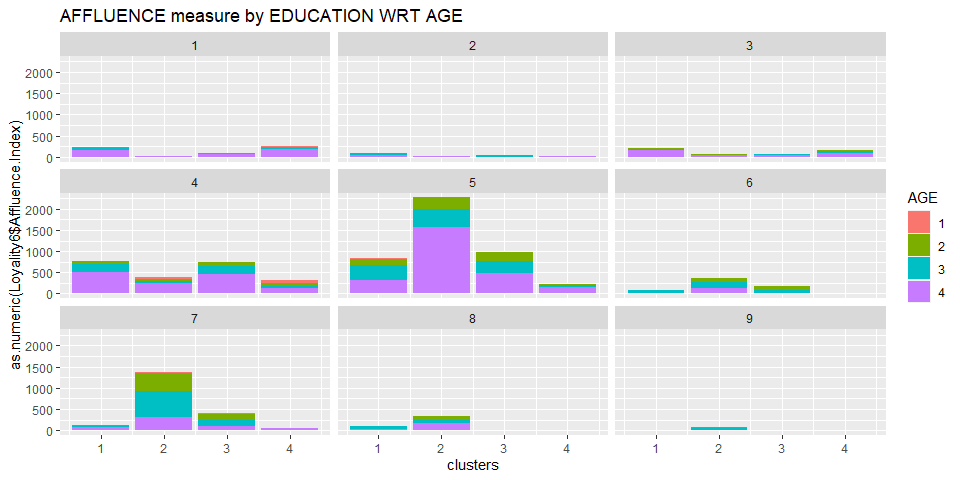 AFFLUENCE measure by EDUCATION WRT AGE
1 2 3
2000
1500
1000
500
0
4 5 6
2000
1500
1000
500
0
7 8 9
2000
1500
1000
500
0
1 2 3 4 1 2 3 4 1 2 3 4
clusters
as.numeric(Loyality6$Affluence.Index)
AGE
1
2
3
4